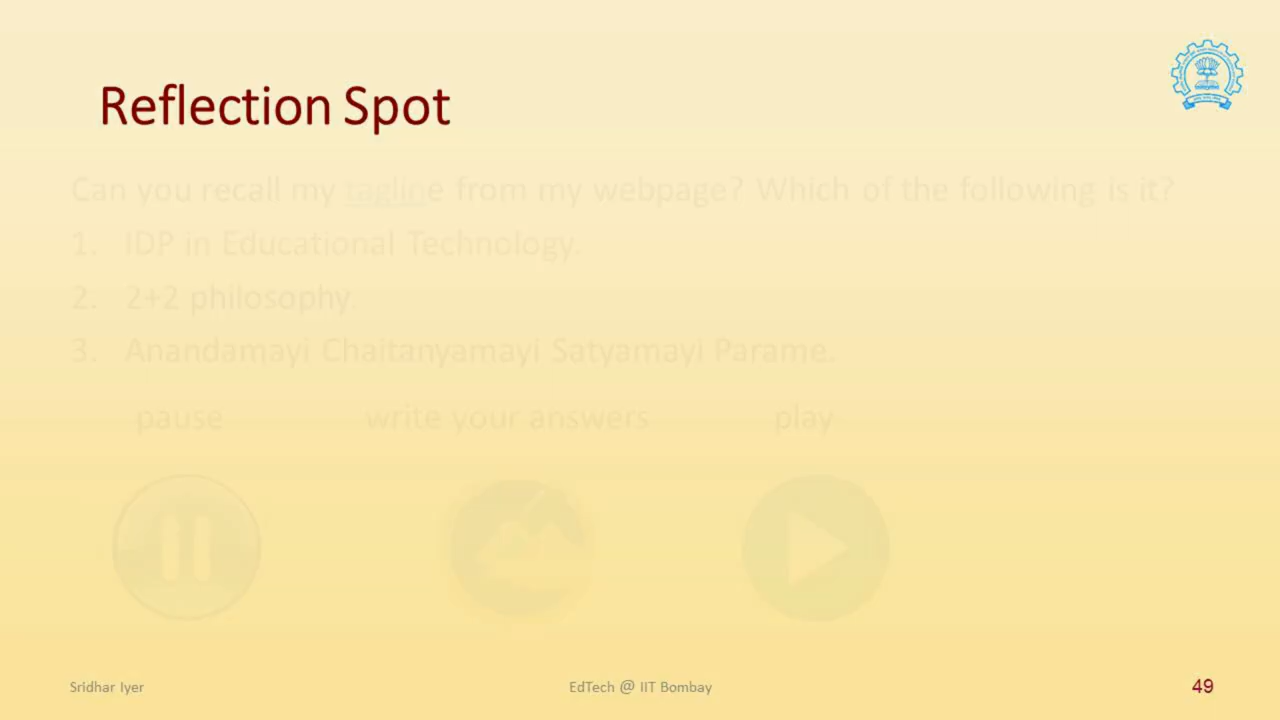 Reflection Spot
Can you recall my tagline from my webpage? Which of the following is it?
1. IDP in Educational Technology.
2. 2+2 philosophy.
3. Anandamayi Chaitanyamayi Satyamayi Parame.
pause write your answers play
Sridhar Iyer EdTech @ IIT Bombay 49